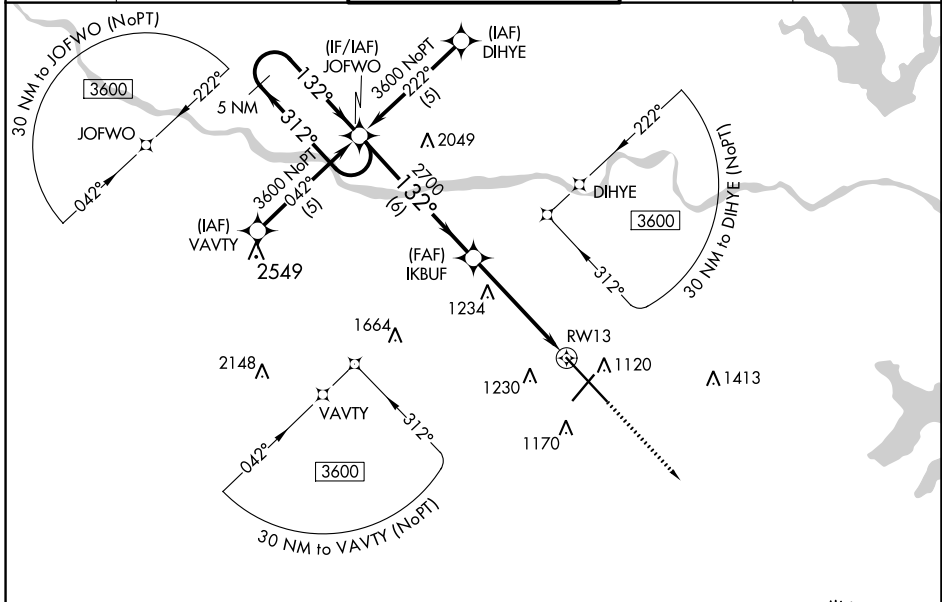 30 NM to JOFWO (NoPT)
3600
222°
JOFWO
042°
5 NM
132°
312°
(IF/IAF)
JOFWO
3600 NoPT
222°
(5)
(IAF)
DIHYE
2049
3600 NoPT
042°
(5)
(IAF)
VAVTY
2549
2700
132°
(6)
(FAF)
IKBUF
222°
DIHYE
3600
312°
30 NM to DIHYE (NoPT)
1234
RW13
1664
2148
1230
1120
1413
1170
VAVTY
042°
312°
3600
30 NM to VAVTY (NoPT)